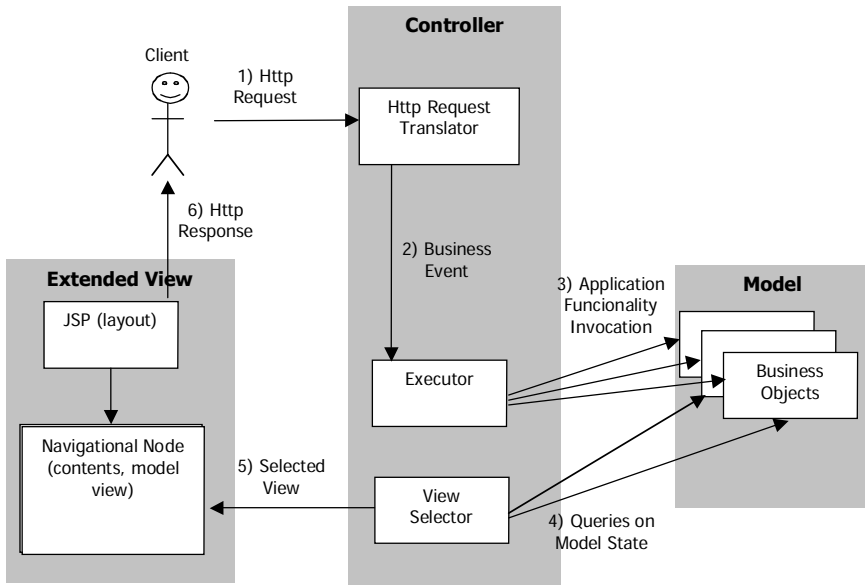 Controller
Client
1) Http
Request
Http Request
Translator
6) Http
Response
2) Business
Event
Extended View
JSP (layout)
3) Application
Funcionality
Invocation
Model
Executor
Business
Objects
Navigational Node
(contents, model
view)
5) Selected
View
View
Selector
4) Queries on
Model State